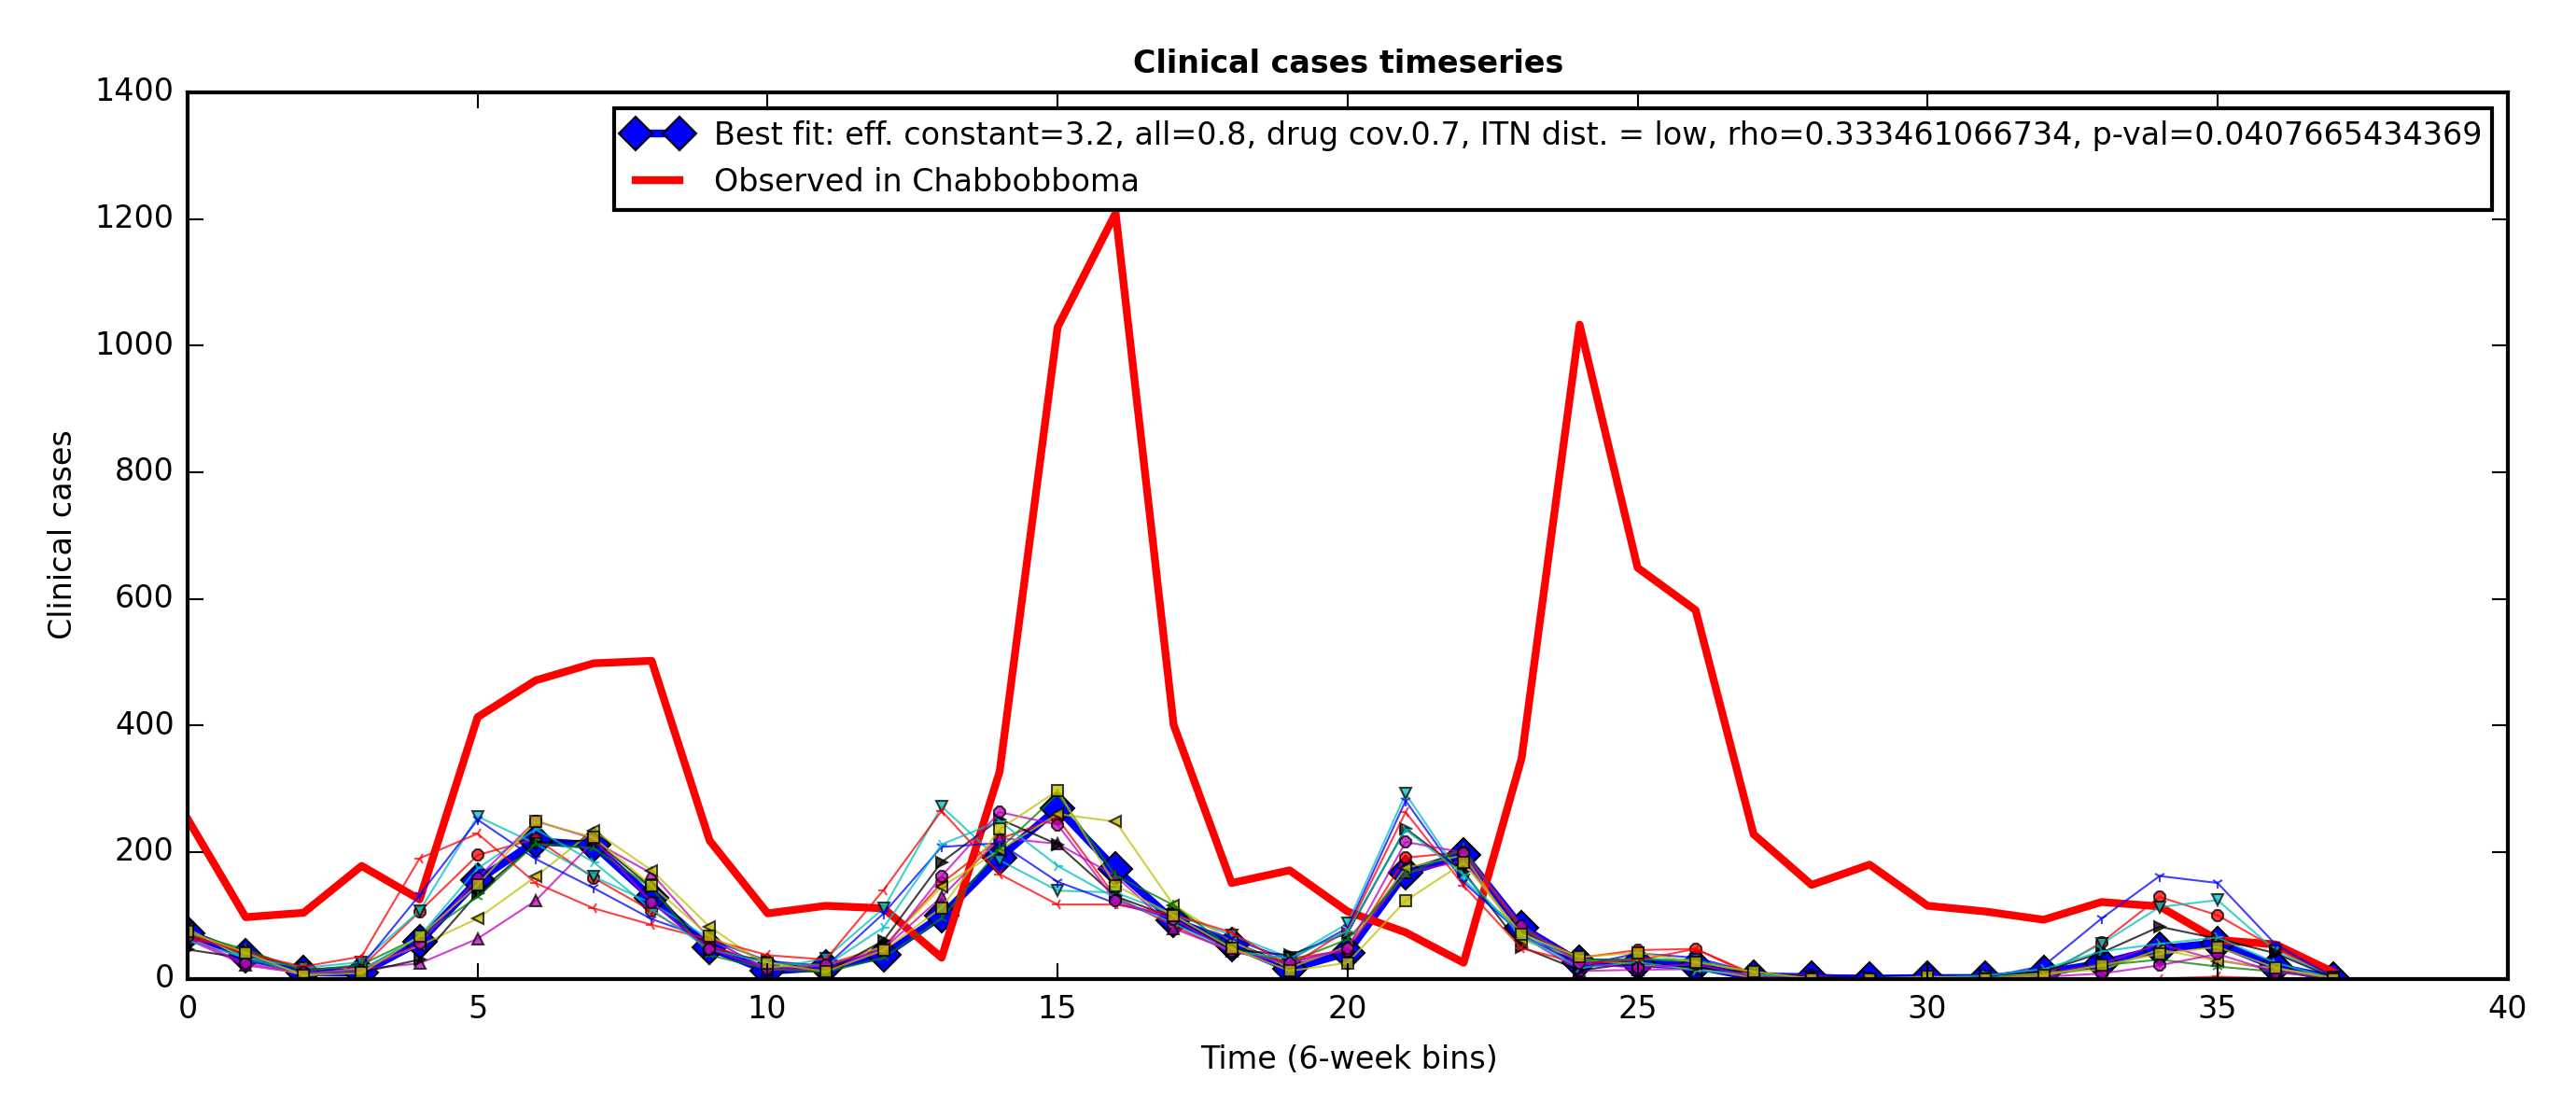 Clinical cases timeseries
1400
1200
1000
800
600
400
200
0
Clinical cases
Best fit: eff. constant=3.2, all=0.8, drug cov.0.7, ITN dist. = low, rho=0.333461066734, p-val=0.0407665434369
Observed in Chabbobboma
0 5 10 15 20 25 30 35 40
Time (6-week bins)